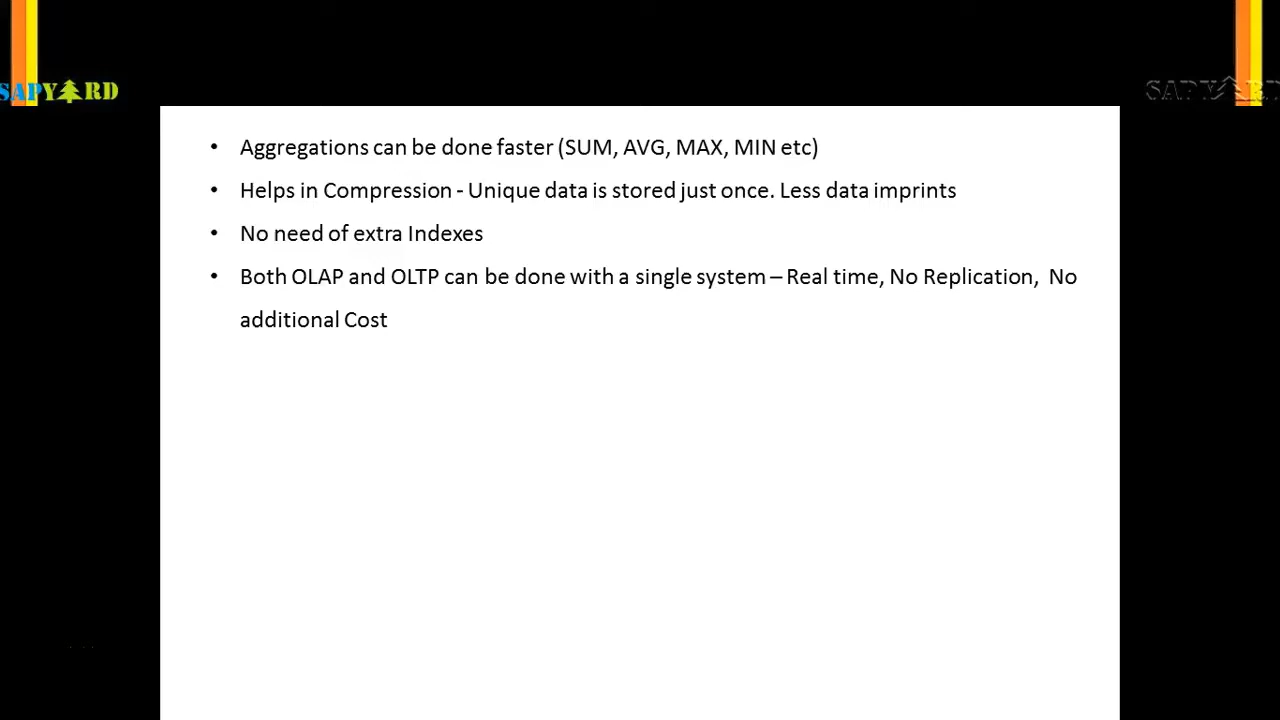 SAPYARD
SAPYARD
• Aggregations can be done faster (SUM, AVG, MAX, MIN etc)
• Helps in Compression - Unique data is stored just once. Less data imprints
• No need of extra Indexes
• Both OLAP and OLTP can be done with a single system – Real time, No Replication, No
additional Cost